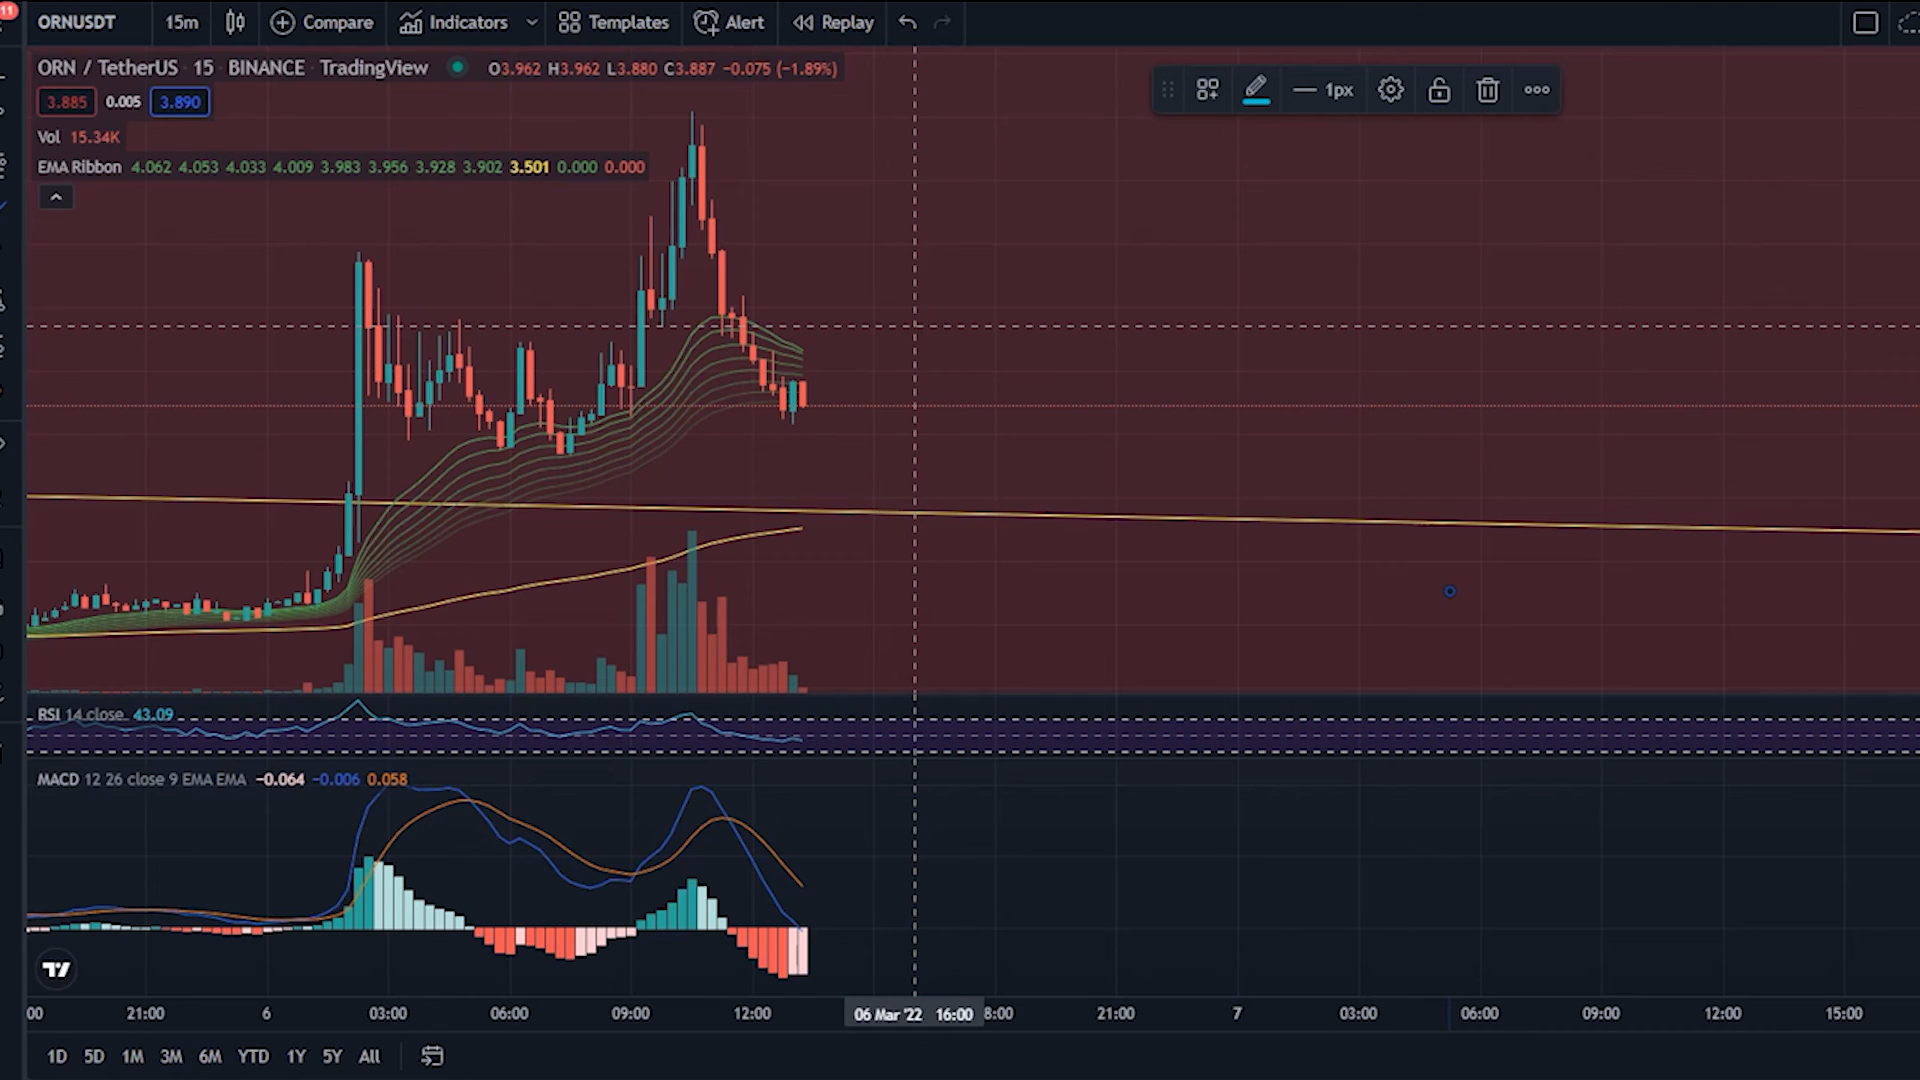 11
ORNUSDT 15m Compare Indicators Templates Alert Replay
ORN / TetherUS · 15 · BINANCE · TradingView O3.962 H3.962 L3.880 C3.887 −0.075 (−1.89%)
1px
3.885 0.005 3.890
Vol 15.34K
EMA Ribbon 4.062 4.053 4.033 4.009 3.983 3.956 3.928 3.902 3.501 0.000 0.000
RSI 14 close 43.09
MACD 12 26 close 9 EMA EMA −0.064 −0.006 0.058
00 21:00 6 03:00 06:00 09:00 12:00 06 Mar '22 16:00 8:00 21:00 7 03:00 06:00 09:00 12:00 15:00
1D 5D 1M 3M 6M YTD 1Y 5Y All